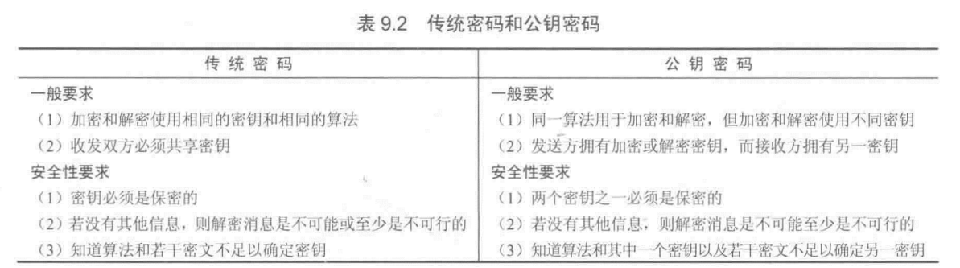 表 9.2 传统密码和公钥密码
传统密码
公钥密码
一般要求
（1）加密和解密使用相同的密钥和相同的算法
（2）收发双方必须共享密钥
安全性要求
（1）密钥必须是保密的
（2）若没有其他信息，则解密消息是不可能或至少是不可行的
（3）知道算法和若干密文不足以确定密钥
一般要求
（1）同一算法用于加密和解密，但加密和解密使用不同密钥
（2）发送方拥有加密或解密密钥，而接收方拥有另一密钥
安全性要求
（1）两个密钥之一必须是保密的
（2）若没有其他信息，则解密消息是不可能至少是不可行的
（3）知道算法和其中一个密钥以及若干密文不足以确定另一密钥